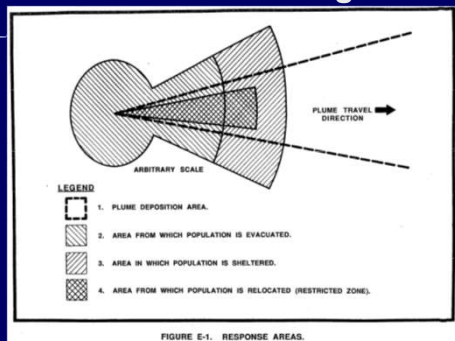 PLUME TRAVEL
DIRECTION
ARBITRARY SCALE
LEGEND
1. PLUME DEPOSITION AREA.
2. AREA FROM WHICH POPULATION IS EVACUATED.
3. AREA IN WHICH POPULATION IS SHELTERED.
4. AREA FROM WHICH POPULATION IS RELOCATED (RESTRICTED ZONE).
FIGURE E-1. RESPONSE AREAS.